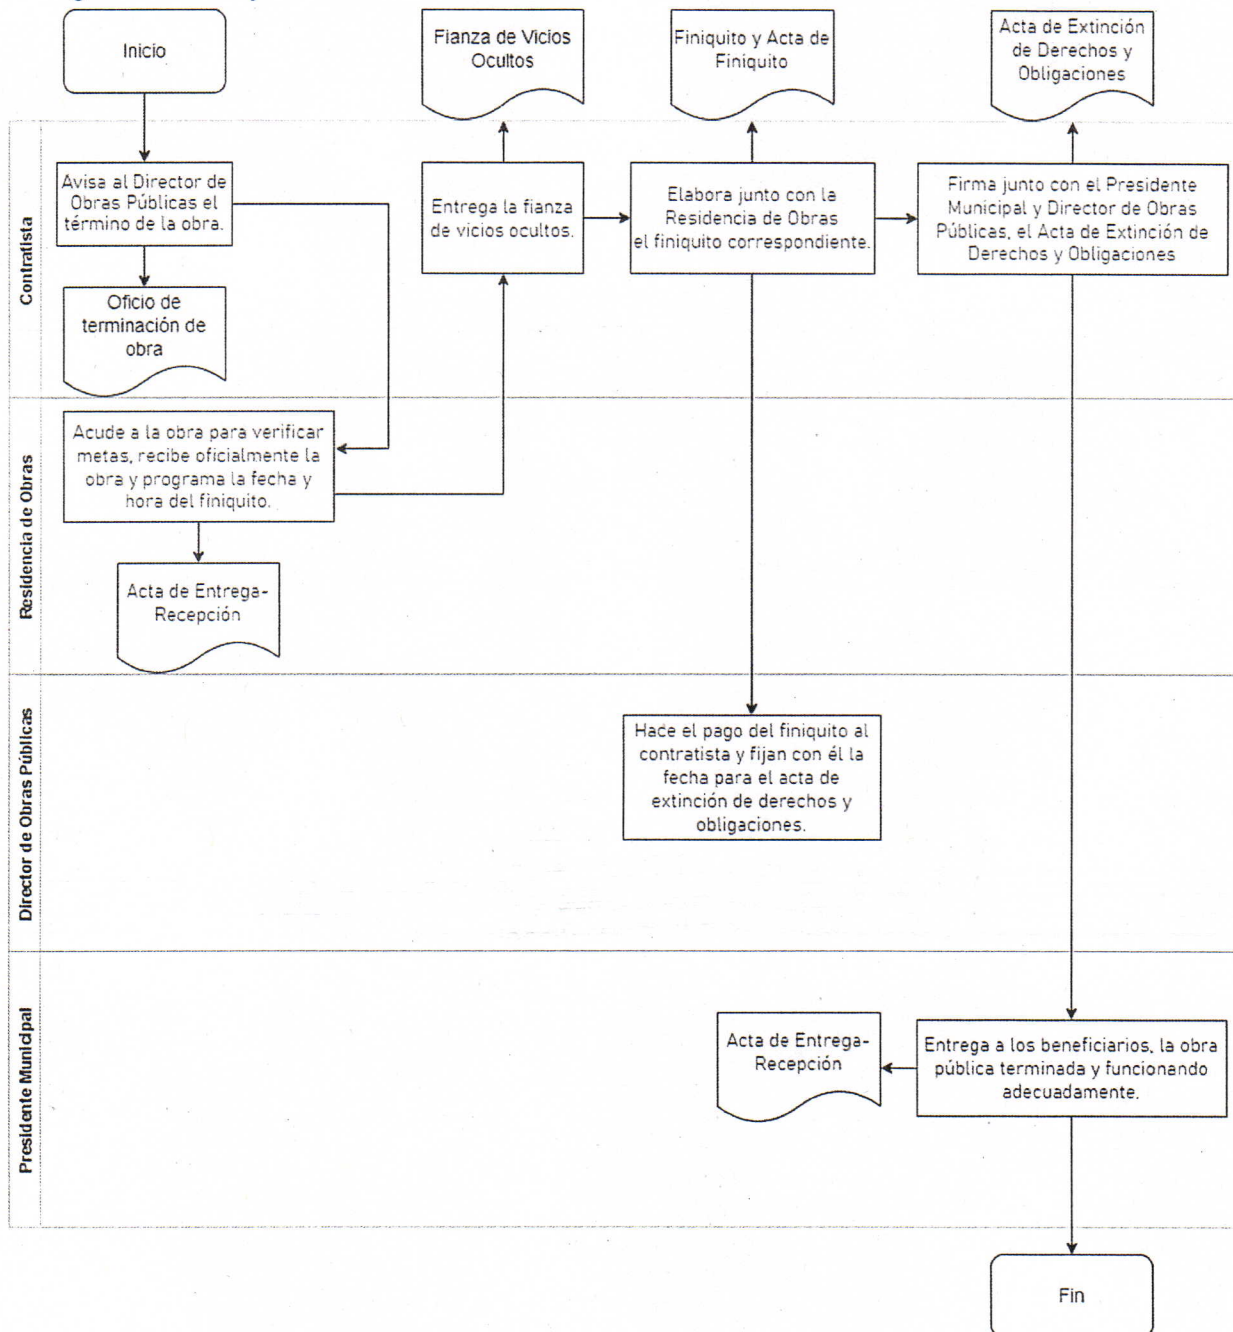 Inicio
Fianza de Vicios
Ocultos
Finiquito y Acta de
Finiquito
Acta de Extinción
de Derechos y
Obligaciones
Contratista
Avisa al Director de
Obras Públicas el
término de la obra.
Oficio de
terminación de
obra
Entrega la fianza
de vicios ocultos.
Elabora junto con la
Residencia de Obras
el finiquito correspondiente.
Firma junto con el Presidente
Municipal y Director de Obras
Públicas, el Acta de Extinción de
Derechos y Obligaciones
Residencia de Obras
Acude a la obra para verificar
metas, recibe oficialmente la
obra y programa la fecha y
hora del finiquito.
Acta de Entrega-
Recepción
Director de Obras Públicas
Hace el pago del finiquito al
contratista y fijan con él la
fecha para el acta de
extinción de derechos y
obligaciones.
Presidente Municipal
Acta de Entrega-
Recepción
Entrega a los beneficiarios, la obra
pública terminada y funcionando
adecuadamente.
Fin